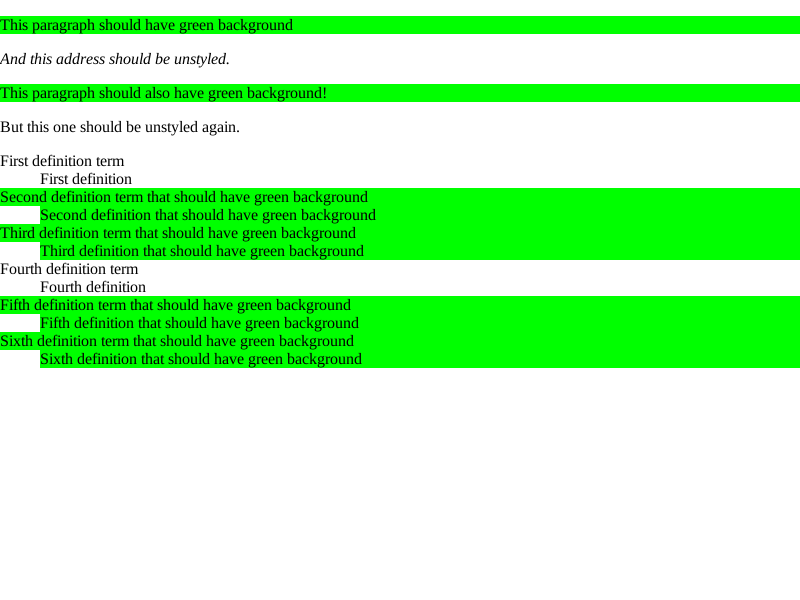 This paragraph should have green background
And this address should be unstyled.
This paragraph should also have green background!
But this one should be unstyled again.
First definition term
First definition
Second definition term that should have green background
Second definition that should have green background
Third definition term that should have green background
Third definition that should have green background
Fourth definition term
Fourth definition
Fifth definition term that should have green background
Fifth definition that should have green background
Sixth definition term that should have green background
Sixth definition that should have green background